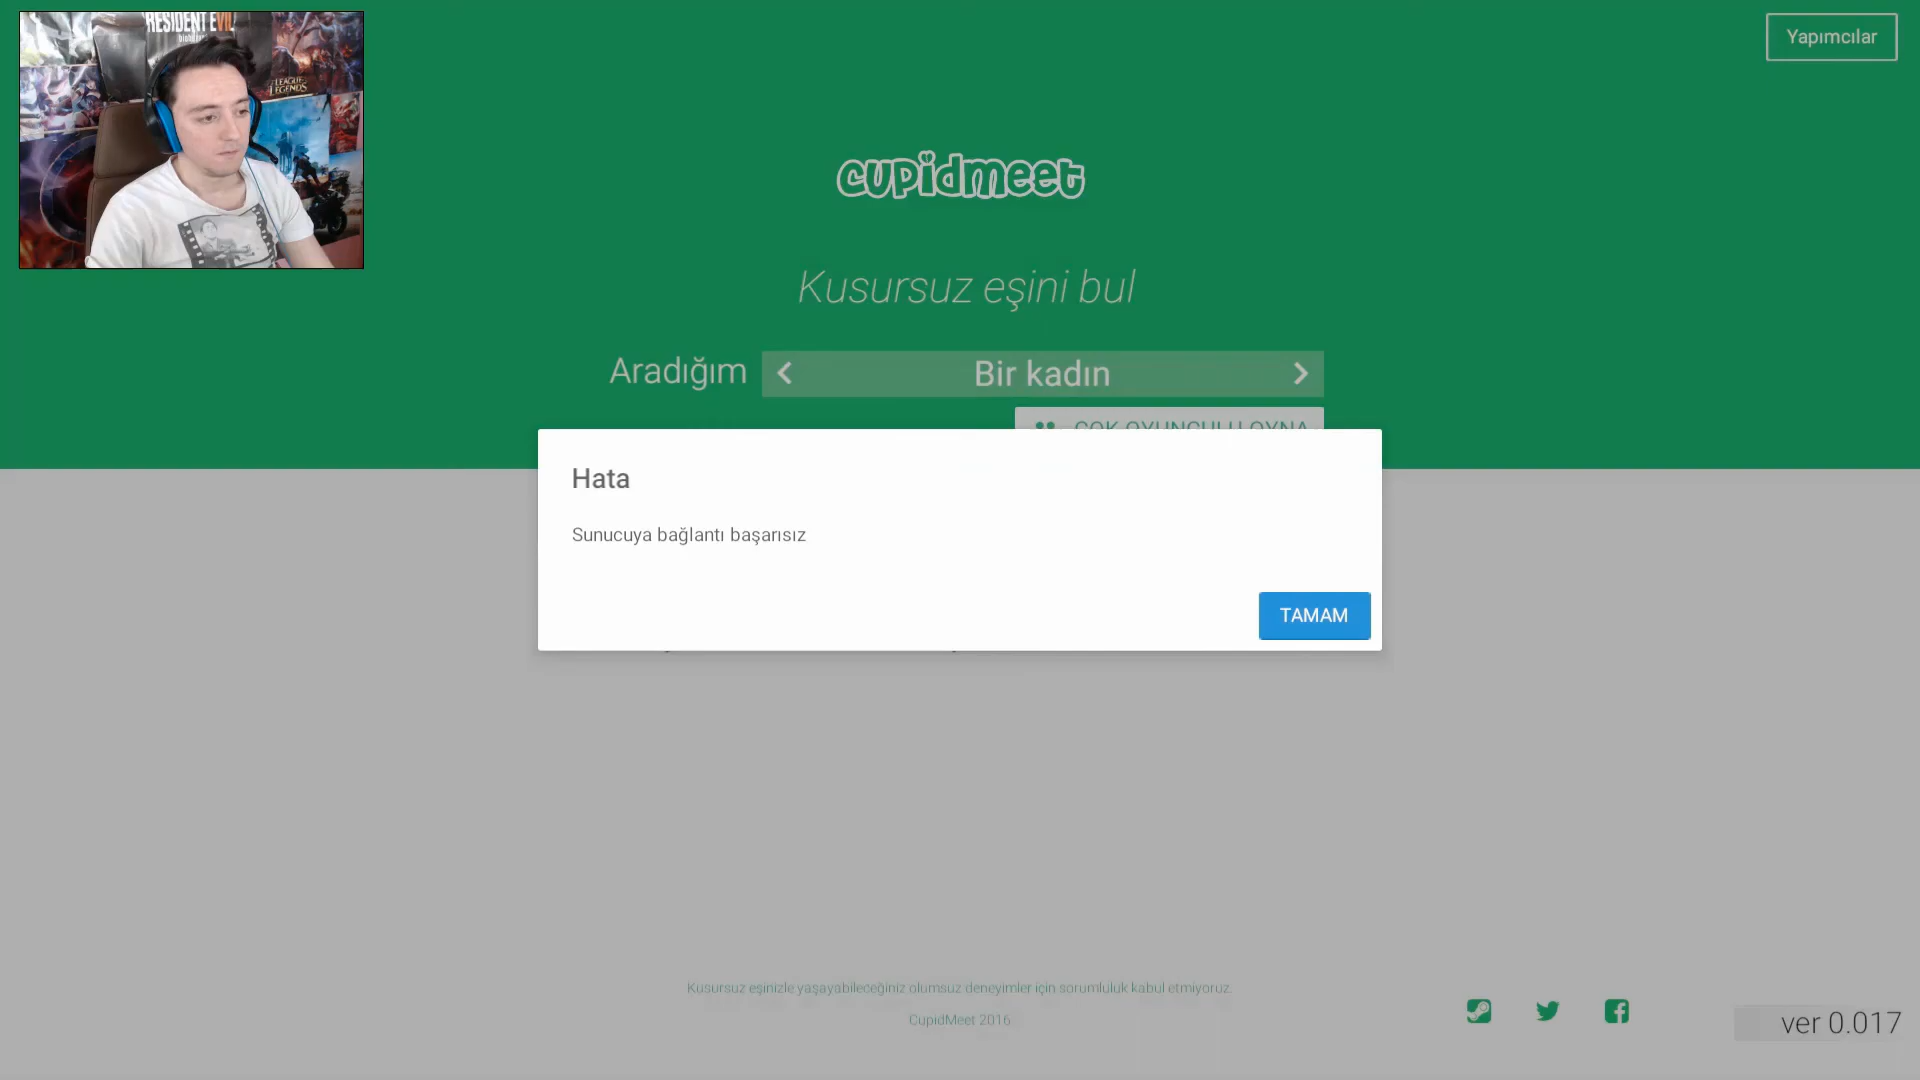 RESIDENT EVIL
LEAGUE
LEGENDS
Yapımcılar
cupidmeet
Kusursuz eşini bul
Aradığım
Bir kadın
ÇOK OYUNCULU OYNA
Hata
Sunucuya bağlantı başarısız
TAMAM
Kusursuz eşinizle yaşayabileceğiniz olumsuz deneyimler için sorumluluk kabul etmiyoruz.
CupidMeet 2016
ver 0.017